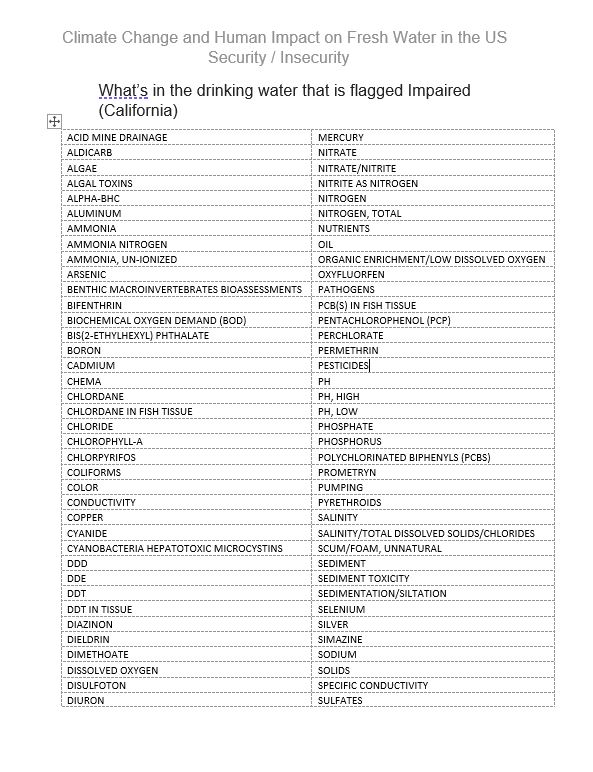 Climate Change and Human Impact on Fresh Water in the US
Security / Insecurity
What's in the drinking water that is flagged Impaired
(California)
ACID MINE DRAINAGE MERCURY
ALDICARB NITRATE
ALGAE NITRATE/NITRITE
ALGAL TOXINS NITRITE AS NITROGEN
ALPHA-BHC NITROGEN
ALUMINUM NITROGEN, TOTAL
AMMONIA NUTRIENTS
AMMONIA NITROGEN OIL
AMMONIA, UN-IONIZED ORGANIC ENRICHMENT/LOW DISSOLVED OXYGEN
ARSENIC OXYFLUORFEN
BENTHIC MACROINVERTEBRATES BIOASSESSMENTS PATHOGENS
BIFENTHRIN PCB(S) IN FISH TISSUE
BIOCHEMICAL OXYGEN DEMAND (BOD) PENTACHLOROPHENOL (PCP)
BIS(2-ETHYLHEXYL) PHTHALATE PERCHLORATE
BORON PERMETHRIN
CADMIUM PESTICIDES
CHEMA PH
CHLORDANE PH, HIGH
CHLORDANE IN FISH TISSUE PH, LOW
CHLORIDE PHOSPHATE
CHLOROPHYLL-A PHOSPHORUS
CHLORPYRIFOS POLYCHLORINATED BIPHENYLS (PCBS)
COLIFORMS PROMETRYN
COLOR PUMPING
CONDUCTIVITY PYRETHROIDS
COPPER SALINITY
CYANIDE SALINITY/TOTAL DISSOLVED SOLIDS/CHLORIDES
CYANOBACTERIA HEPATOTOXIC MICROCYSTINS SCUM/FOAM, UNNATURAL
DDD SEDIMENT
DDE SEDIMENT TOXICITY
DDT SEDIMENTATION/SILTATION
DDT IN TISSUE SELENIUM
DIAZINON SILVER
DIELDRIN SIMAZINE
DIMETHOATE SODIUM
DISSOLVED OXYGEN SOLIDS
DISULFOTON SPECIFIC CONDUCTIVITY
DIURON SULFATES